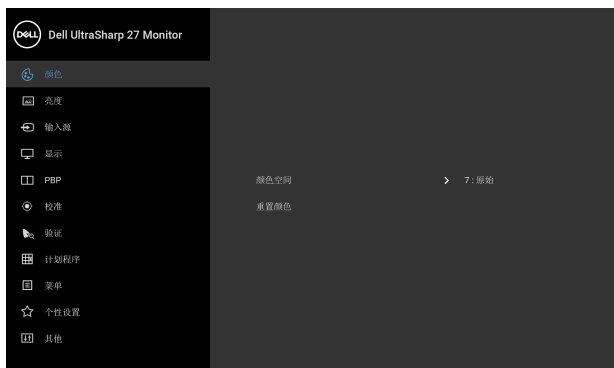 DELL Dell UltraSharp 27 Monitor
颜色
亮度
输入源
显示
PBP
颜色空间 7 : 原始
校准
重置颜色
验证
计划程序
菜单
个性设置
其他